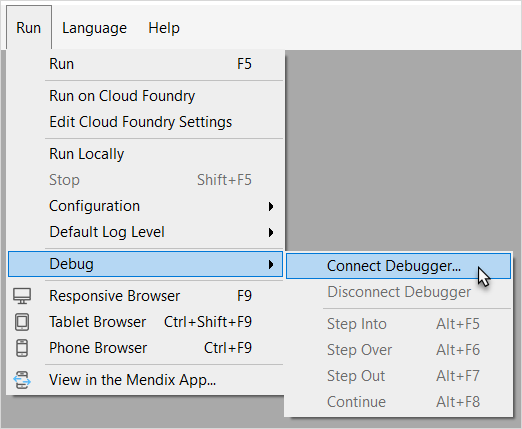 Run Language Help
Run F5
Run on Cloud Foundry
Edit Cloud Foundry Settings
Run Locally
Stop Shift+F5
Configuration
Default Log Level
Debug
Responsive Browser F9
Tablet Browser Ctrl+Shift+F9
Phone Browser Ctrl+F9
View in the Mendix App...
Connect Debugger...
Disconnect Debugger
Step Into Alt+F5
Step Over Alt+F6
Step Out Alt+F7
Continue Alt+F8